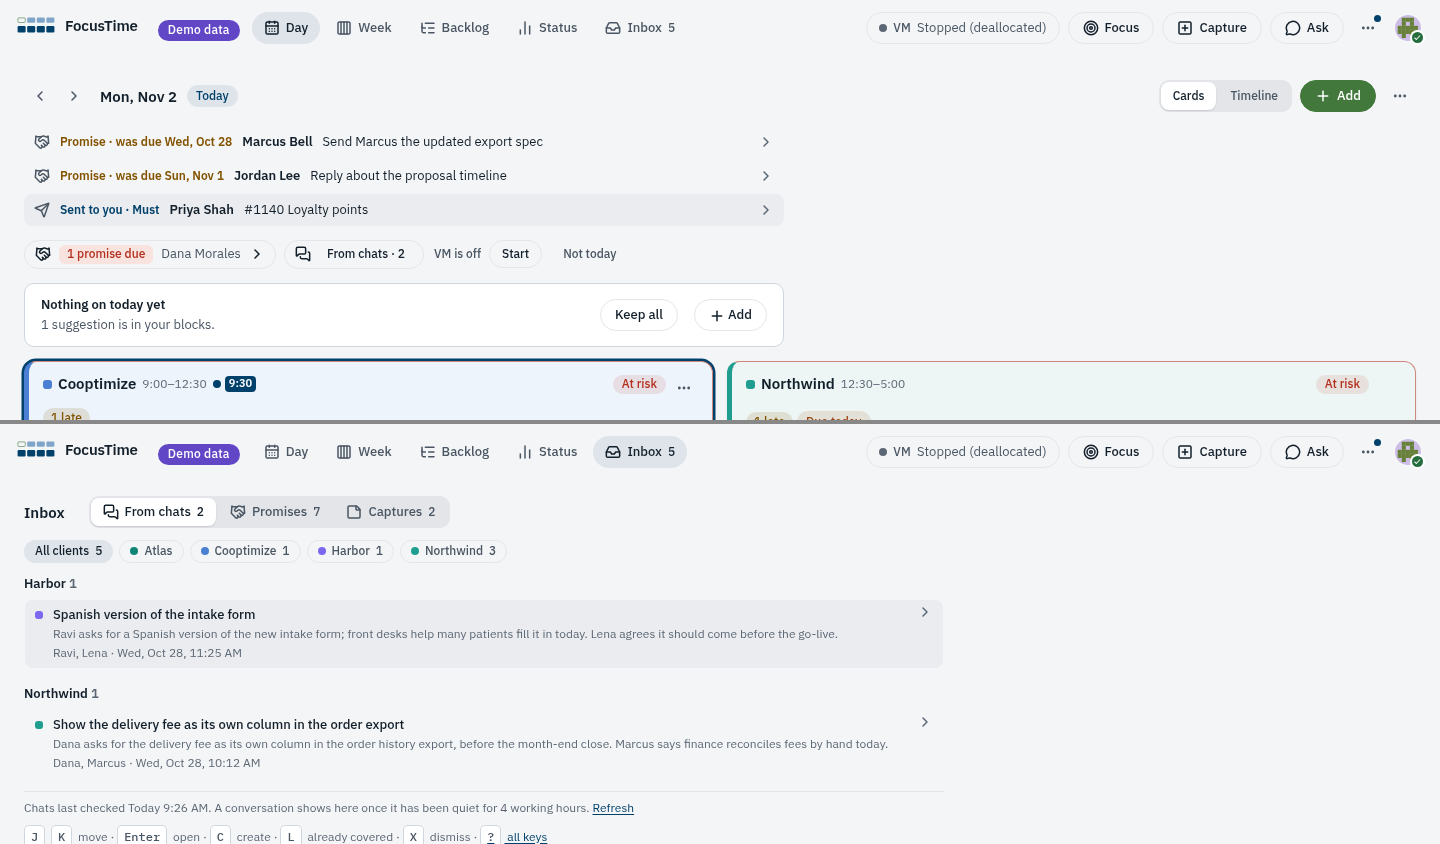 FocusTime Demo data Day Week Backlog Status Inbox 5 VM Stopped (deallocated) Focus Capture Ask
Mon, Nov 2 Today Cards Timeline Add
Promise · was due Wed, Oct 28 Marcus Bell Send Marcus the updated export spec
Promise · was due Sun, Nov 1 Jordan Lee Reply about the proposal timeline
Sent to you · Must Priya Shah #1140 Loyalty points
1 promise due Dana Morales From chats · 2 VM is off Start Not today
Nothing on today yet
1 suggestion is in your blocks.
Keep all Add
Cooptimize 9:00–12:30 9:30 At risk
Northwind 12:30–5:00 At risk
1 late
1 late Due today
FocusTime Demo data Day Week Backlog Status Inbox 5 VM Stopped (deallocated) Focus Capture Ask
Inbox From chats 2 Promises 7 Captures 2
All clients 5 Atlas Cooptimize 1 Harbor 1 Northwind 3
Harbor 1
Spanish version of the intake form
Ravi asks for a Spanish version of the new intake form; front desks help many patients fill it in today. Lena agrees it should come before the go-live.
Ravi, Lena · Wed, Oct 28, 11:25 AM
Northwind 1
Show the delivery fee as its own column in the order export
Dana asks for the delivery fee as its own column in the order history export, before the month-end close. Marcus says finance reconciles fees by hand today.
Dana, Marcus · Wed, Oct 28, 10:12 AM
Chats last checked Today 9:26 AM. A conversation shows here once it has been quiet for 4 working hours. Refresh
J K move · Enter open · C create · L already covered · X dismiss · ? all keys